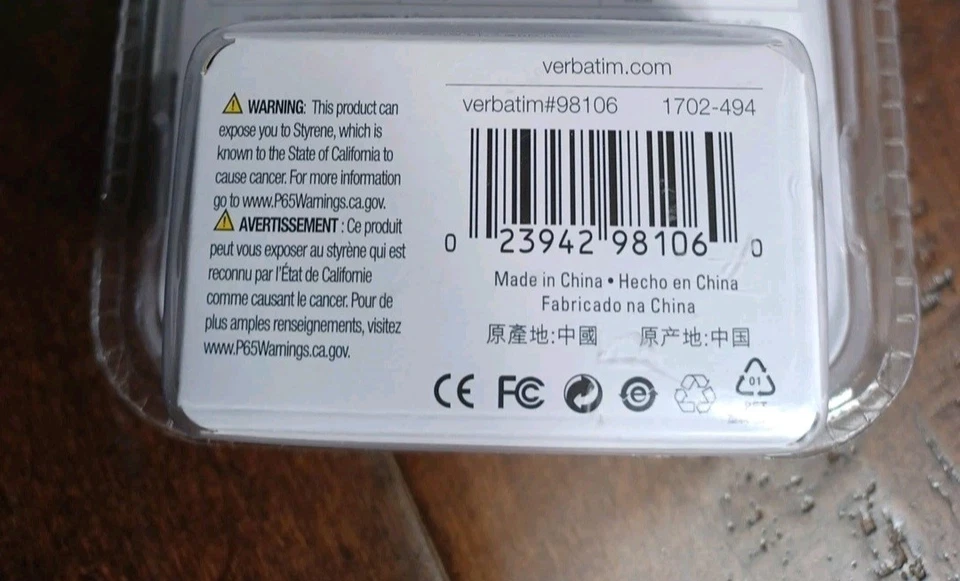 WARNING: This product can
expose you to Styrene, which is
known to the State of California to
cause cancer. For more information
go to www.P65Warnings.ca.gov.
AVERTISSEMENT : Ce produit
peut vous exposer au styrène qui est
reconnu par l'État de Californie
comme causant le cancer. Pour de
plus amples renseignements, visitez
www.P65Warnings.ca.gov.
verbatim.com
verbatim#98106 1702-494
0 23942 98106 0
Made in China • Hecho en China
Fabricado na China
原產地:中國 原产地:中国
CE FC e 01